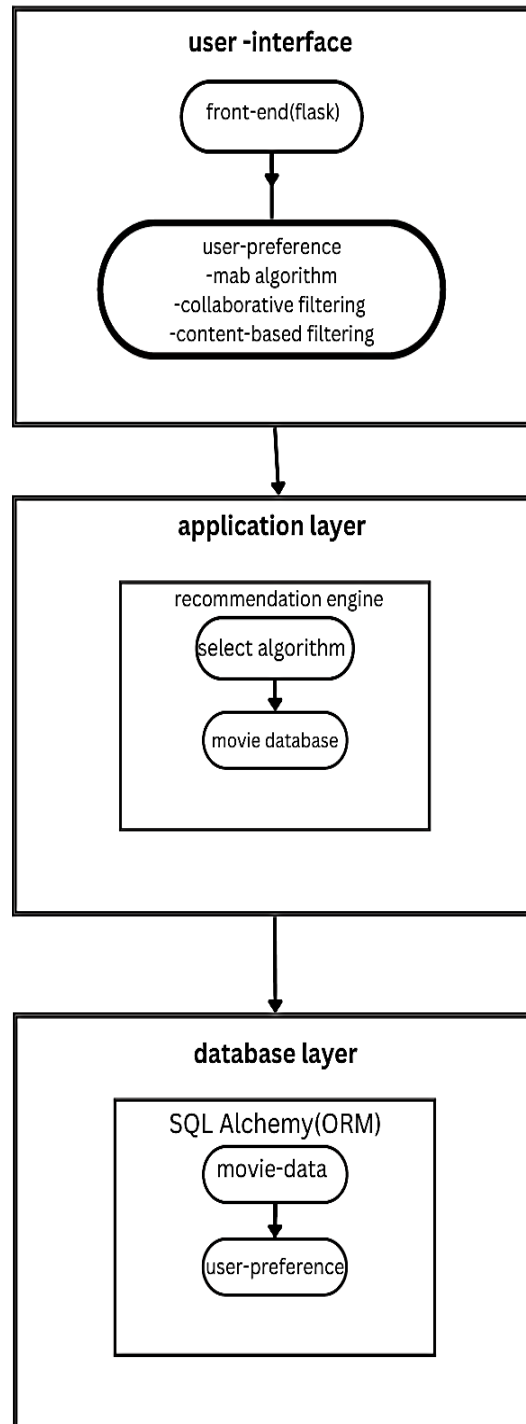 user -interface
front-end(flask)
user-preference
-mab algorithm
-collaborative filtering
-content-based filtering
application layer
recommendation engine
select algorithm
movie database
database layer
SQL Alchemy(ORM)
movie-data
user-preference